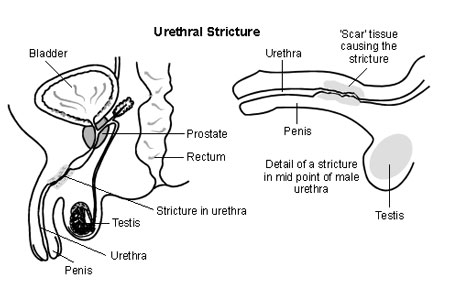 Urethral Stricture
Bladder
Prostate
Rectum
Stricture in urethra
Testis
Urethra
Penis
'Scar' tissue
causing the
stricture
Urethra
Penis
Detail of a stricture
in mid point of male
urethra
Testis